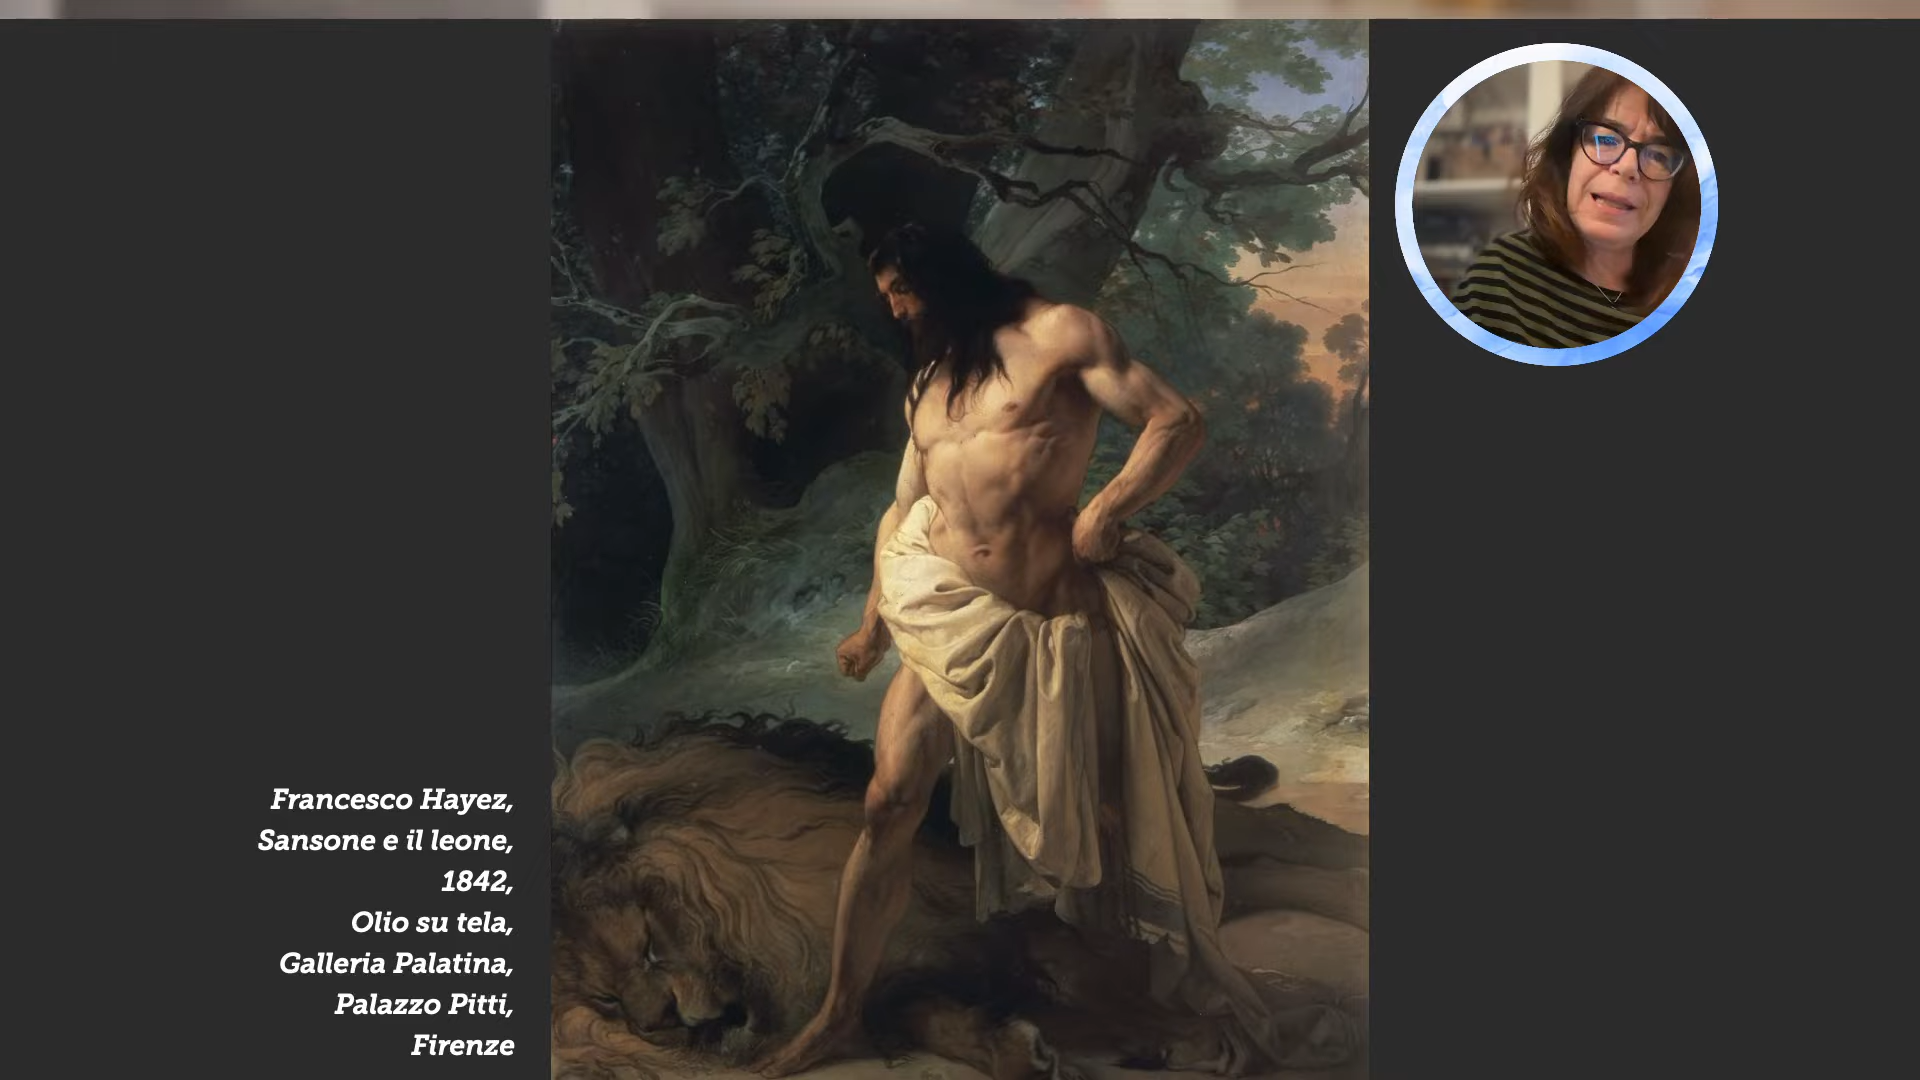 Francesco Hayez,
Sansone e il leone,
1842,
Olio su tela,
Galleria Palatina,
Palazzo Pitti,
Firenze